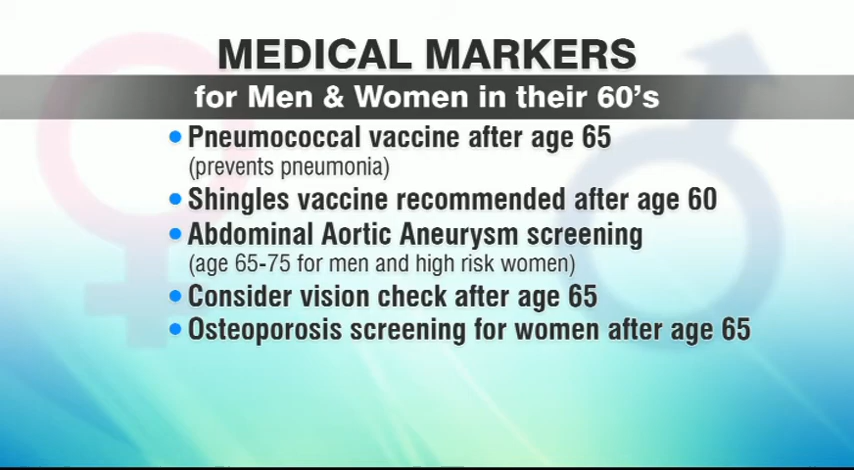 MEDICAL MARKERS
for Men & Women in their 60's
• Pneumococcal vaccine after age 65
(prevents pneumonia)
• Shingles vaccine recommended after age 60
• Abdominal Aortic Aneurysm screening
(age 65-75 for men and high risk women)
• Consider vision check after age 65
• Osteoporosis screening for women after age 65